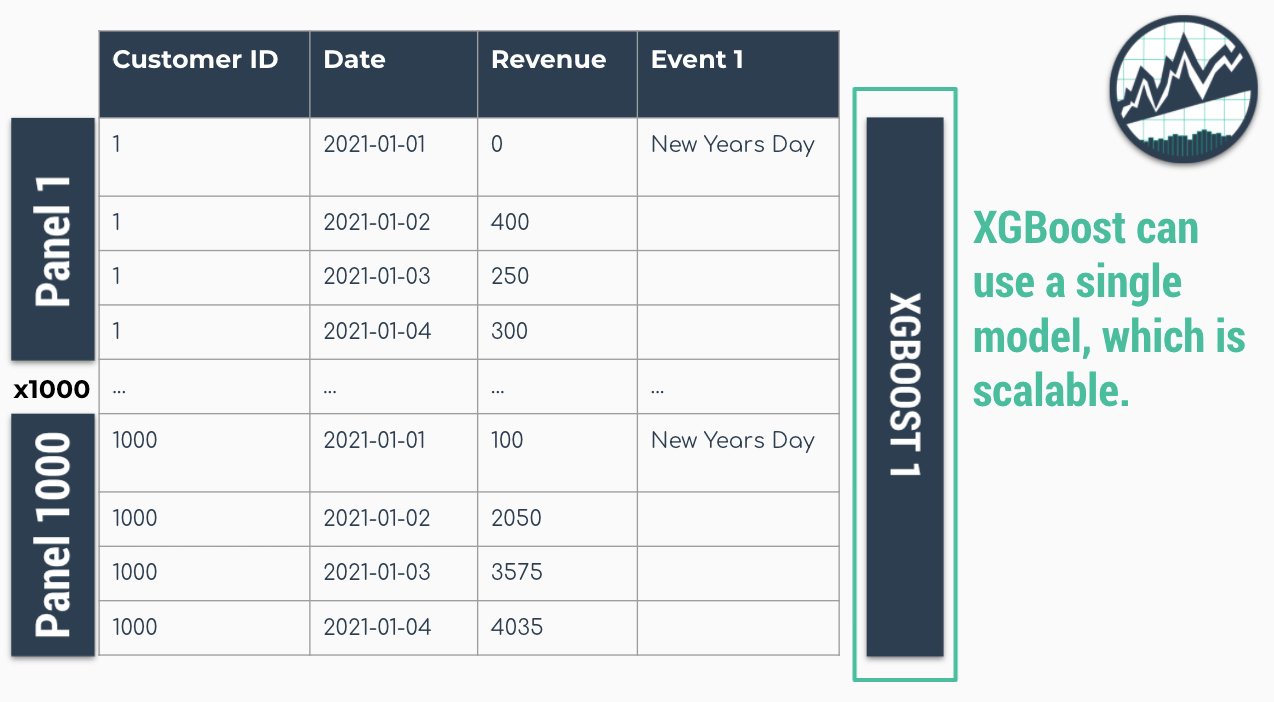 Customer ID Date Revenue Event 1
Panel 1
1 2021-01-01 0 New Years Day
1 2021-01-02 400
1 2021-01-03 250
1 2021-01-04 300
x1000 ... ... ... ...
Panel 1000
1000 2021-01-01 100 New Years Day
1000 2021-01-02 2050
1000 2021-01-03 3575
1000 2021-01-04 4035
XGBOOST 1
XGBoost can
use a single
model, which is
scalable.